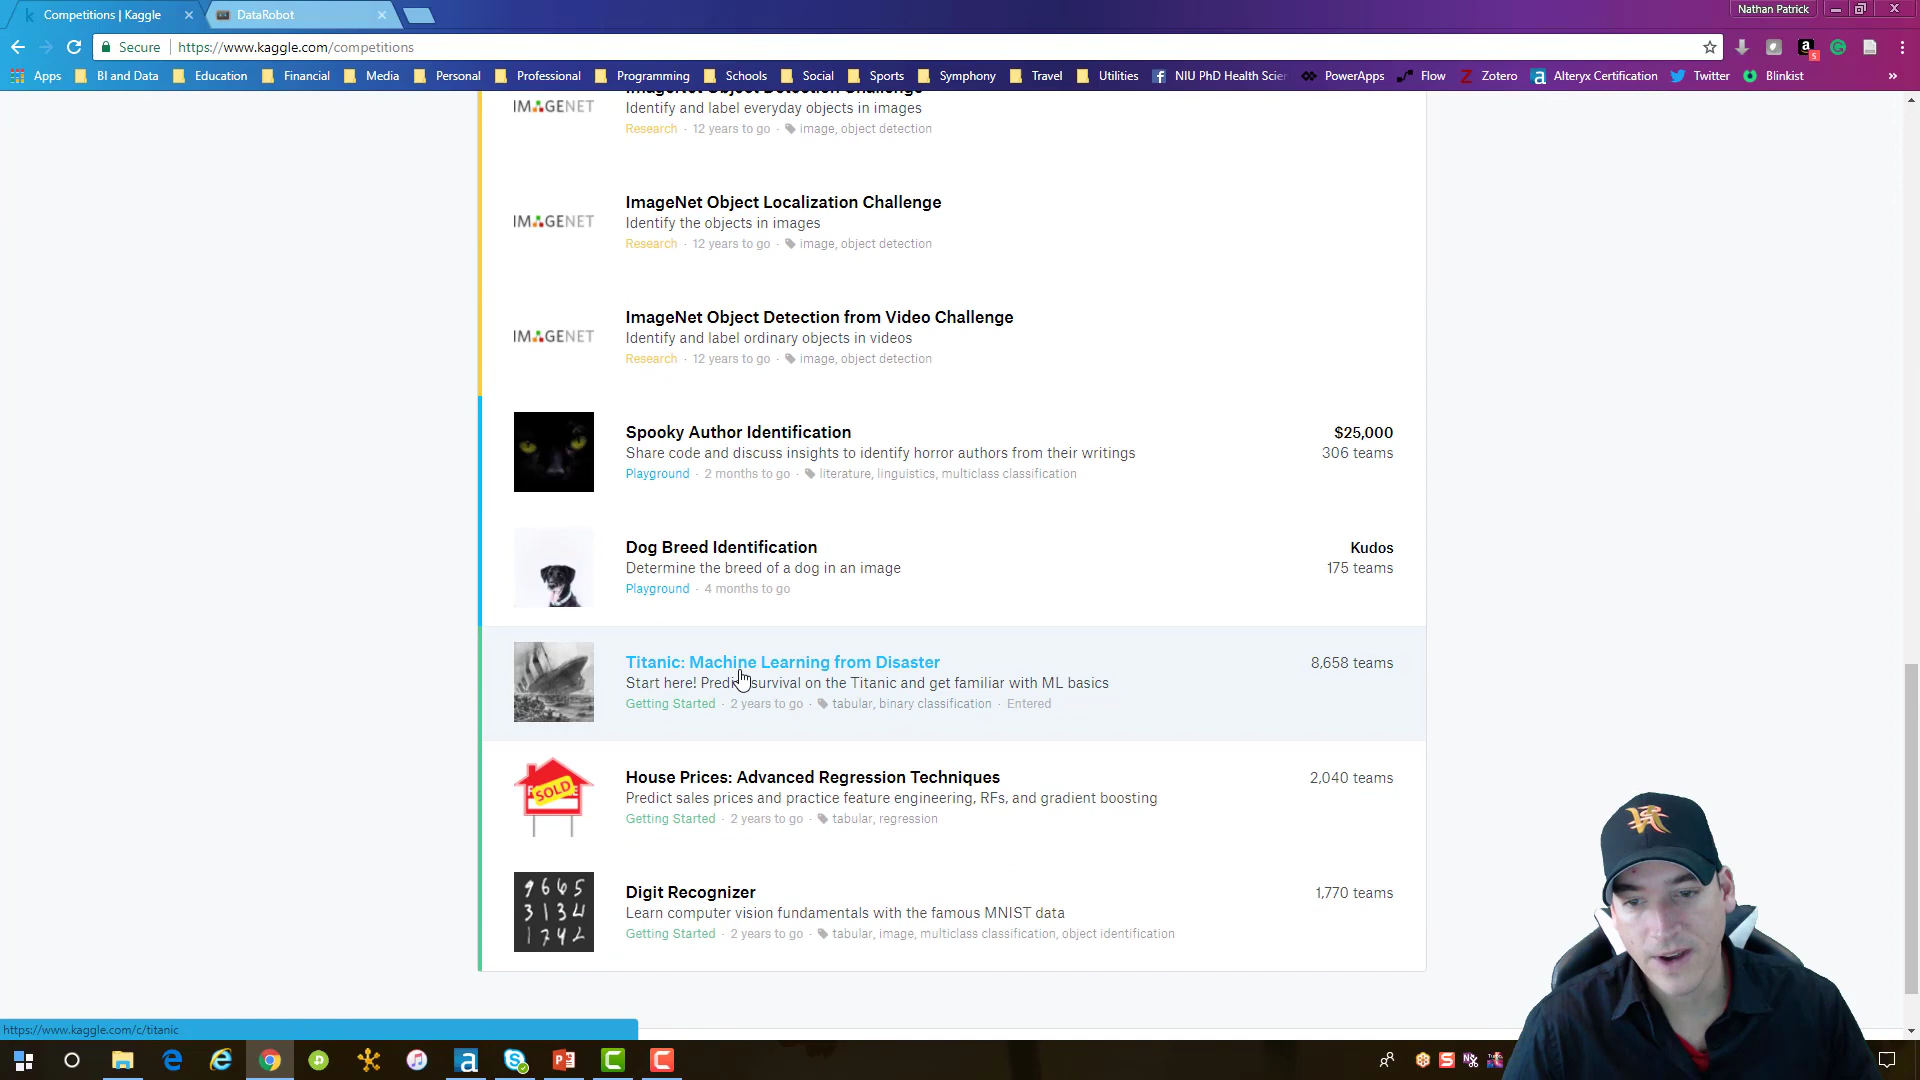 Competitions | Kaggle
DataRobot
Nathan Patrick
Secure
https://www.kaggle.com/competitions
Apps
BI and Data
Education
Financial
Media
Personal
Professional
Programming
Schools
Social
Sports
Symphony
Travel
Utilities
NIU PhD Health Scien
PowerApps
Flow
Zotero
Alteryx Certification
Twitter
Blinkist
»
IMAGENET
ImageNet Object Detection Challenge
Identify and label everyday objects in images
Research · 12 years to go · image, object detection
IMAGENET
ImageNet Object Localization Challenge
Identify the objects in images
Research · 12 years to go · image, object detection
IMAGENET
ImageNet Object Detection from Video Challenge
Identify and label ordinary objects in videos
Research · 12 years to go · image, object detection
Spooky Author Identification
$25,000
Share code and discuss insights to identify horror authors from their writings
306 teams
Playground · 2 months to go · literature, linguistics, multiclass classification
Dog Breed Identification
Kudos
Determine the breed of a dog in an image
175 teams
Playground · 4 months to go
Titanic: Machine Learning from Disaster
8,658 teams
Start here! survival on the Titanic and get familiar with ML basics
Getting Started · 2 years to go · tabular, binary classification · Entered
SOLD
House Prices: Advanced Regression Techniques
2,040 teams
Predict sales prices and practice feature engineering, RFs, and gradient boosting
Getting Started · 2 years to go · tabular, regression
9665
3134
1742
Digit Recognizer
1,770 teams
Learn computer vision fundamentals with the famous MNIST data
Getting Started · 2 years to go · tabular, image, multiclass classification, object identification
https://www.kaggle.com/c/titanic